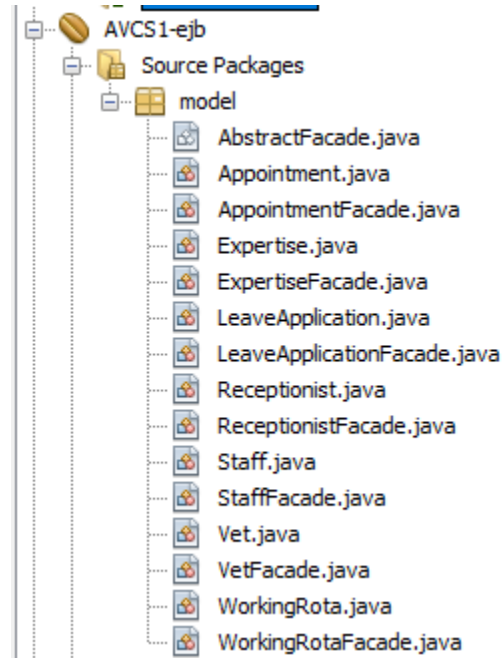 AVCS1-ejb
Source Packages
model
AbstractFacade.java
Appointment.java
AppointmentFacade.java
Expertise.java
ExpertiseFacade.java
LeaveApplication.java
LeaveApplicationFacade.java
Receptionist.java
ReceptionistFacade.java
Staff.java
StaffFacade.java
Vet.java
VetFacade.java
WorkingRota.java
WorkingRotaFacade.java